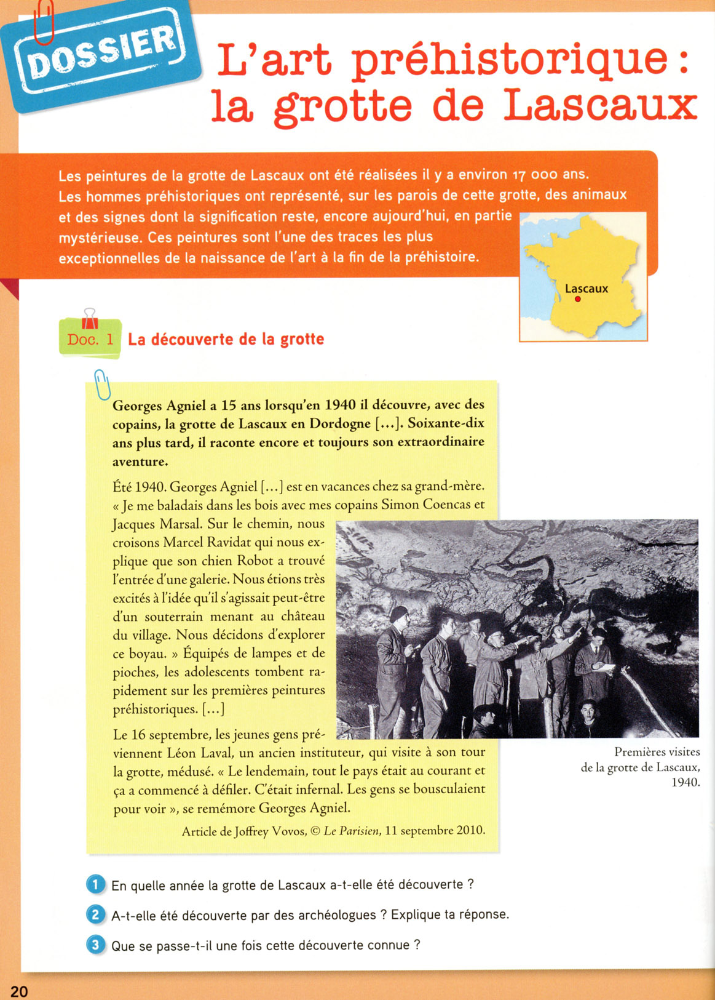 DOSSIER
L'art préhistorique :
la grotte de Lascaux
Les peintures de la grotte de Lascaux ont été réalisées il y a environ 17 000 ans.
Les hommes préhistoriques ont représenté, sur les parois de cette grotte, des animaux
et des signes dont la signification reste, encore aujourd'hui, en partie
mystérieuse. Ces peintures sont l'une des traces les plus
exceptionnelles de la naissance de l'art à la fin de la préhistoire.
Lascaux
Doc. 1 La découverte de la grotte
Georges Agniel a 15 ans lorsqu'en 1940 il découvre, avec des
copains, la grotte de Lascaux en Dordogne [...]. Soixante-dix
ans plus tard, il raconte encore et toujours son extraordinaire
aventure.
Été 1940. Georges Agniel [...] est en vacances chez sa grand-mère.
« Je me baladais dans les bois avec mes copains Simon Coencas et
Jacques Marsal. Sur le chemin, nous
croisons Marcel Ravidat qui nous ex-
plique que son chien Robot a trouvé
l'entrée d'une galerie. Nous étions très
excités à l'idée qu'il s'agissait peut-être
d'un souterrain menant au château
du village. Nous décidons d'explorer
ce boyau. » Équipés de lampes et de
pioches, les adolescents tombent ra-
pidement sur les premières peintures
préhistoriques. [...]
Le 16 septembre, les jeunes gens pré-
viennent Léon Laval, un ancien instituteur, qui visite à son tour
la grotte, médusé. « Le lendemain, tout le pays était au courant et
ça a commencé à défiler. C'était infernal. Les gens se bousculaient
pour voir », se remémore Georges Agniel.
Article de Joffrey Vovos, © Le Parisien, 11 septembre 2010.
Premières visites
de la grotte de Lascaux,
1940.
1 En quelle année la grotte de Lascaux a-t-elle été découverte ?
2 A-t-elle été découverte par des archéologues ? Explique ta réponse.
3 Que se passe-t-il une fois cette découverte connue ?
20